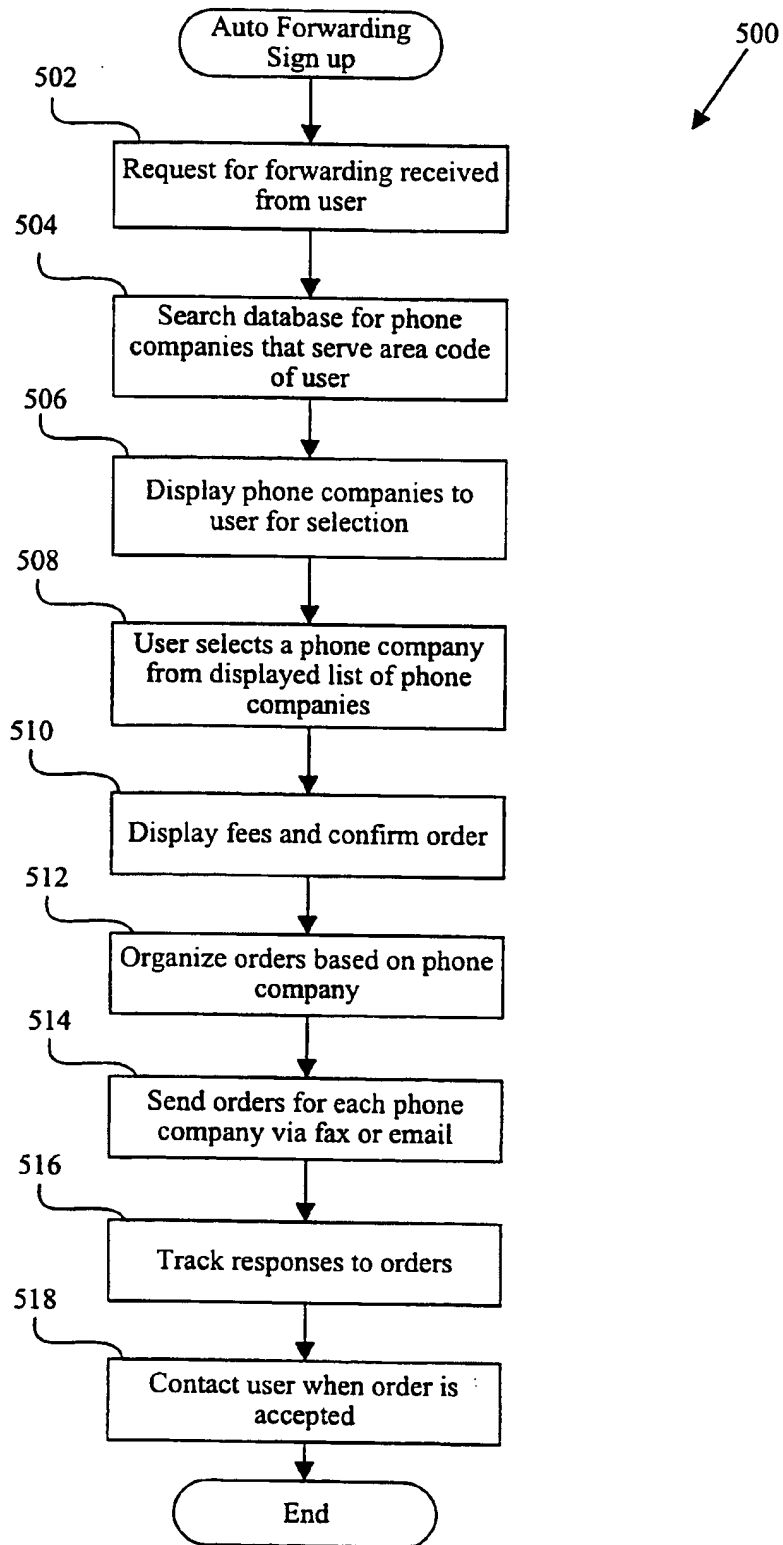 Auto Forwarding
Sign up
500
502
Request for forwarding received
from user
504
Search database for phone
companies that serve area code
of user
506
Display phone companies to
user for selection
508
User selects a phone company
from displayed list of phone
companies
510
Display fees and confirm order
512
Organize orders based on phone
company
514
Send orders for each phone
company via fax or email
516
Track responses to orders
518
Contact user when order is
accepted
End